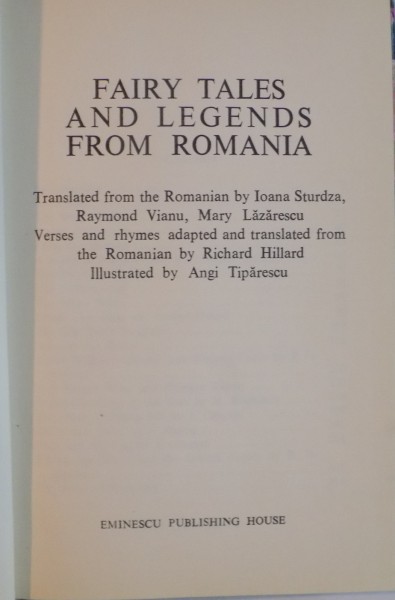 FAIRY TALES
AND LEGENDS
FROM ROMANIA
Translated from the Romanian by Ioana Sturdza,
Raymond Vianu, Mary Lăzărescu
Verses and rhymes adapted and translated from
the Romanian by Richard Hillard
Illustrated by Angi Tipărescu
EMINESCU PUBLISHING HOUSE